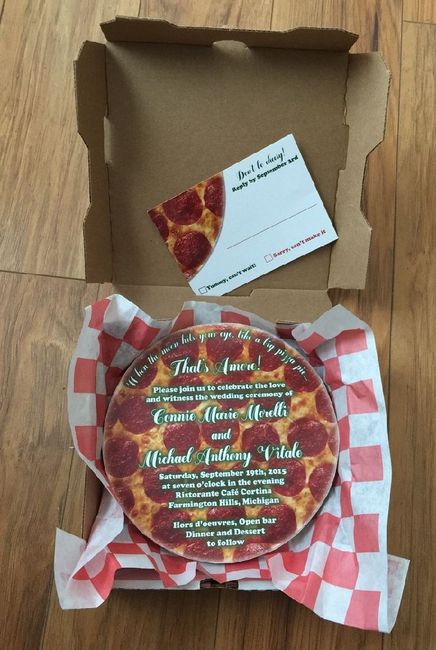 Don't be cheesy!
Reply by September 3rd
Yummy, can't wait!
Sorry, can't make it
When the moon hits your eye, like a big pizza pie...
That's Amore!
Please join us to celebrate the love
and witness the wedding ceremony of
Connie Marie Morelli
and
Michael Anthony Vitale
Saturday, September 19th, 2015
at seven o'clock in the evening
Ristorante Café Cortina
Farmington Hills, Michigan
Hors d'oeuvres, Open bar
Dinner and Dessert
to follow